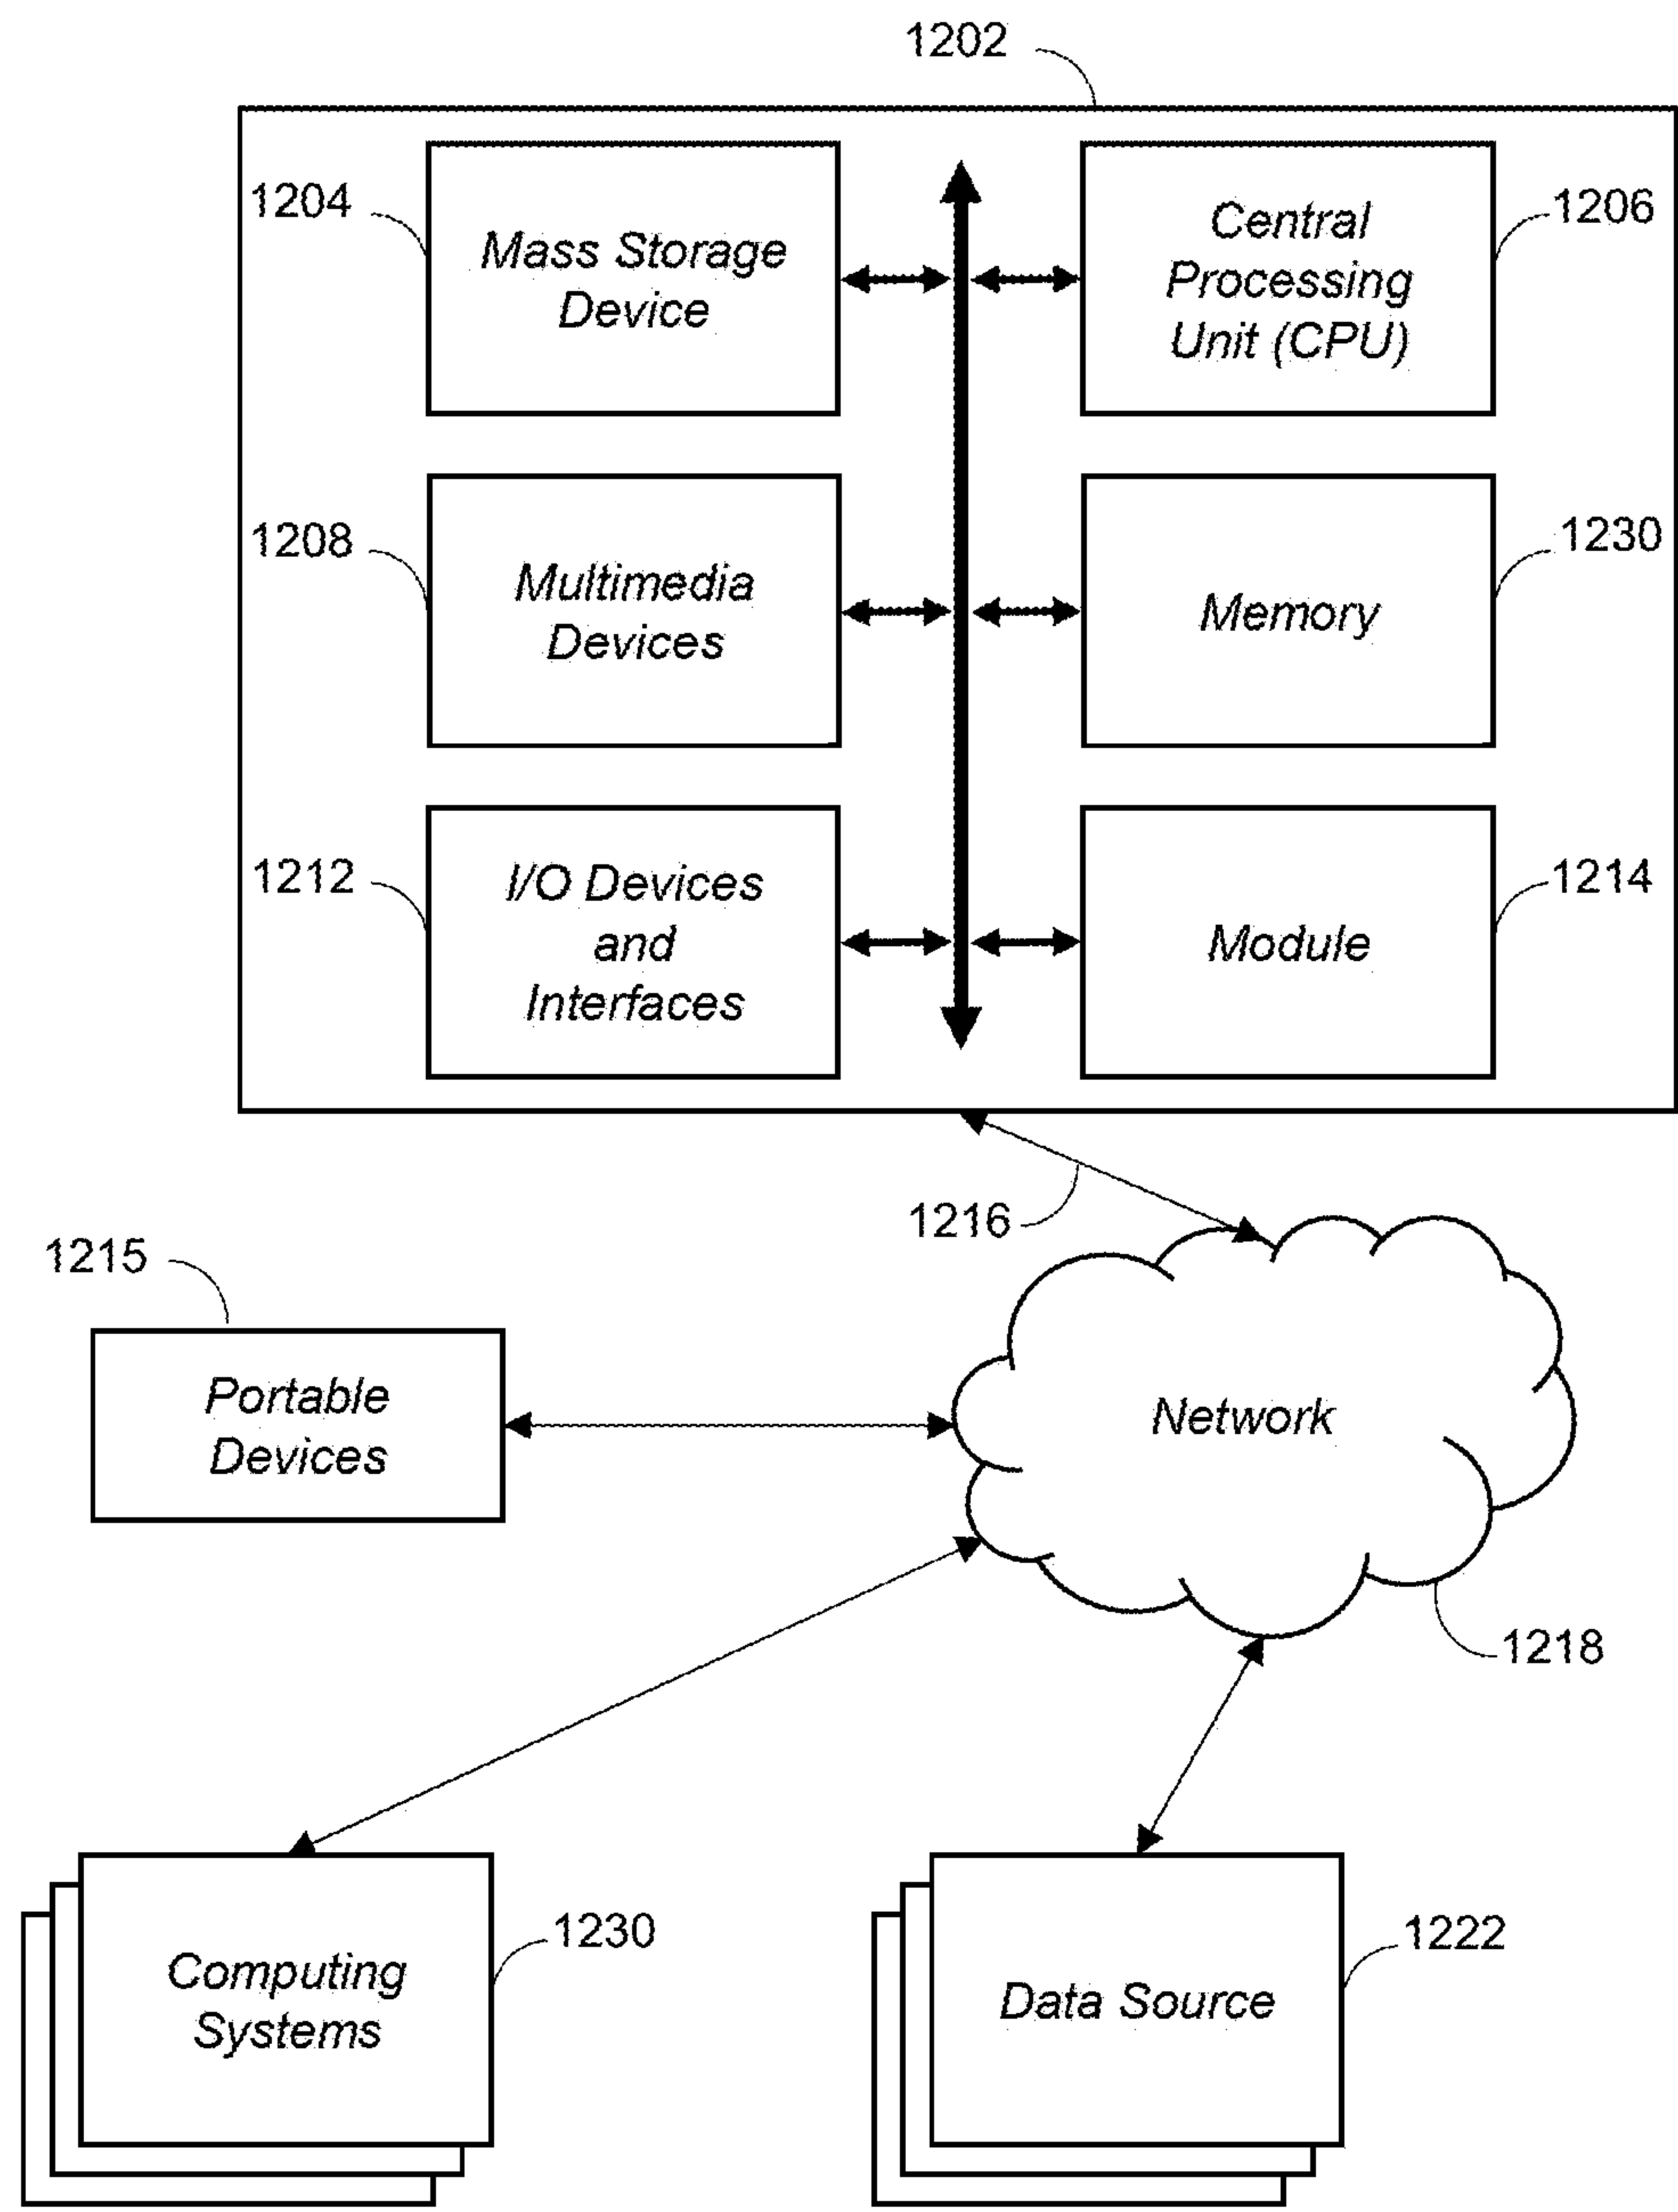 1202
1204
Mass Storage
Device
Central
Processing
Unit (CPU)
1206
1208
Multimedia
Devices
Memory
1230
1212
I/O Devices
and
Interfaces
Module
1214
1216
1215
Portable
Devices
Network
1218
Computing
Systems
1230
Data Source
1222